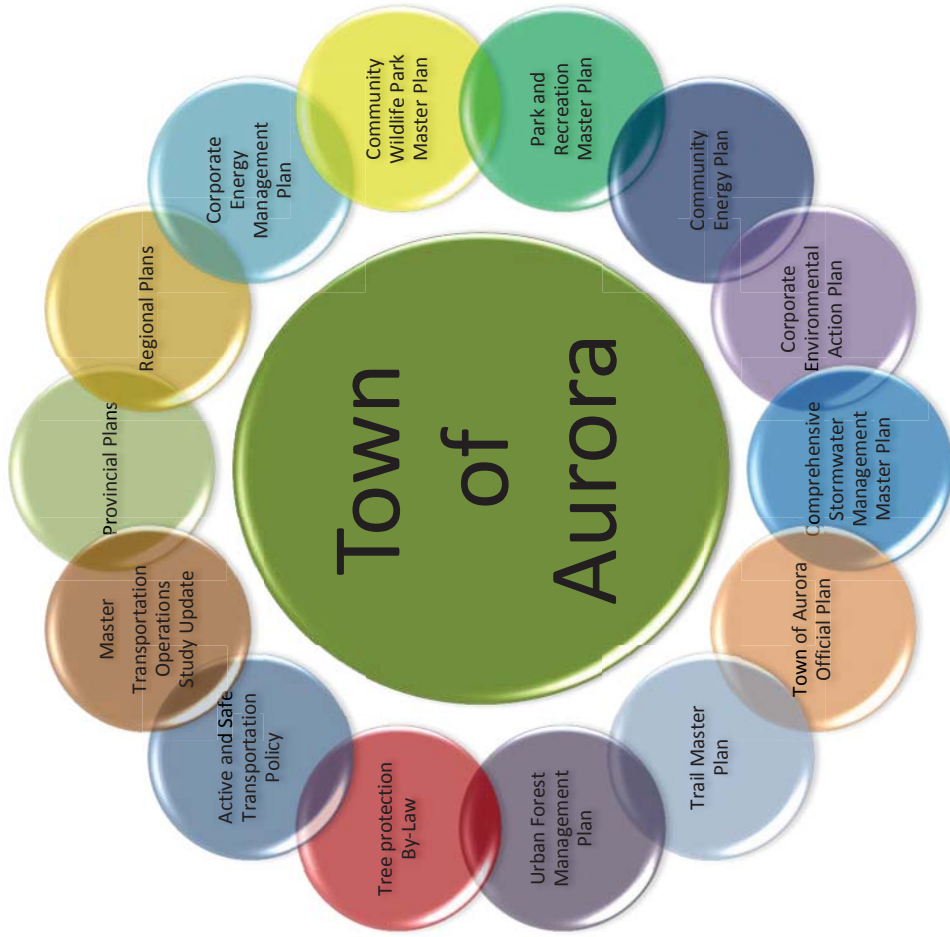 Town
of
Aurora
Provincial Plans
Regional Plans
Corporate
Energy
Management
Plan
Community
Wildlife Park
Master Plan
Park and
Recreation
Master Plan
Community
Energy Plan
Corporate
Environmental
Action Plan
Comprehensive
Stormwater
Management
Master Plan
Town of Aurora
Official Plan
Trail Master
Plan
Urban Forest
Management
Plan
Tree protection
By-Law
Active and Safe
Transportation
Policy
Master
Transportation
Operations
Study Update